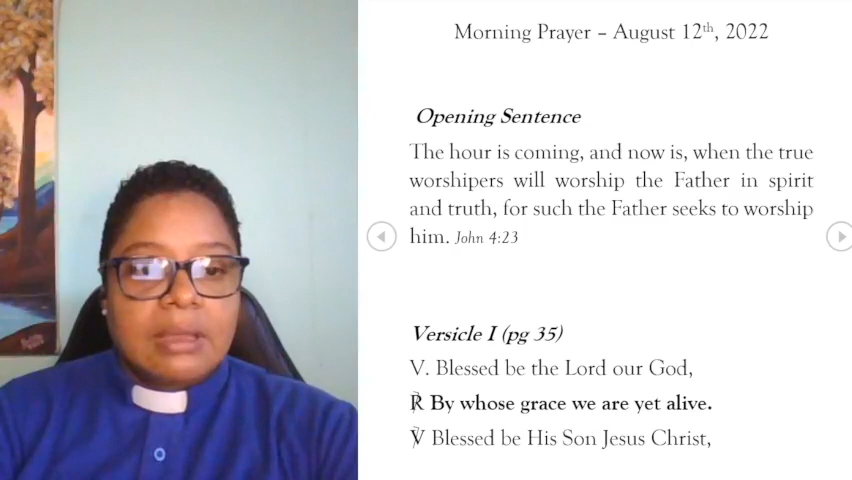 Morning Prayer – August 12th, 2022
Opening Sentence
The hour is coming, and now is, when the true
worshipers will worship the Father in spirit
and truth, for such the Father seeks to worship
him. John 4:23
Versicle I (pg 35)
V. Blessed be the Lord our God,
℟ By whose grace we are yet alive.
℣ Blessed be His Son Jesus Christ,